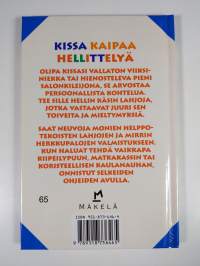 KISSA KAIPAA
HELLITTELYÄ
OLIPA KISSASI VALLATON VIIKSI-
NIEKKA TAI HIENOSTELEVA PIENI
SALONKILEIJONA, SE ARVOSTAA
PERSOONALLISTA KOHTELUA.
TEE SILLE HELLIN KÄSIN LAHJOJA,
JOTKA VASTAAVAT JUURI SEN
TOIVEITA JA MIELTYMYKSIÄ.
SAAT NEUVOJA MONIEN HELPPO-
TEKOISTEN LAHJOJEN JA MIRRIN
HERKKUPALOJEN VALMISTUKSEEN.
KUN HALUAT TEHDÄ VAIKKAPA
KIIPEILYPUUN, MATKAKASSIN TAI
KORISTEELLISEN KAULANAUHAN,
ONNISTUT SELKEIDEN
OHJEIDEN AVULLA.
65
MÄKELÄ